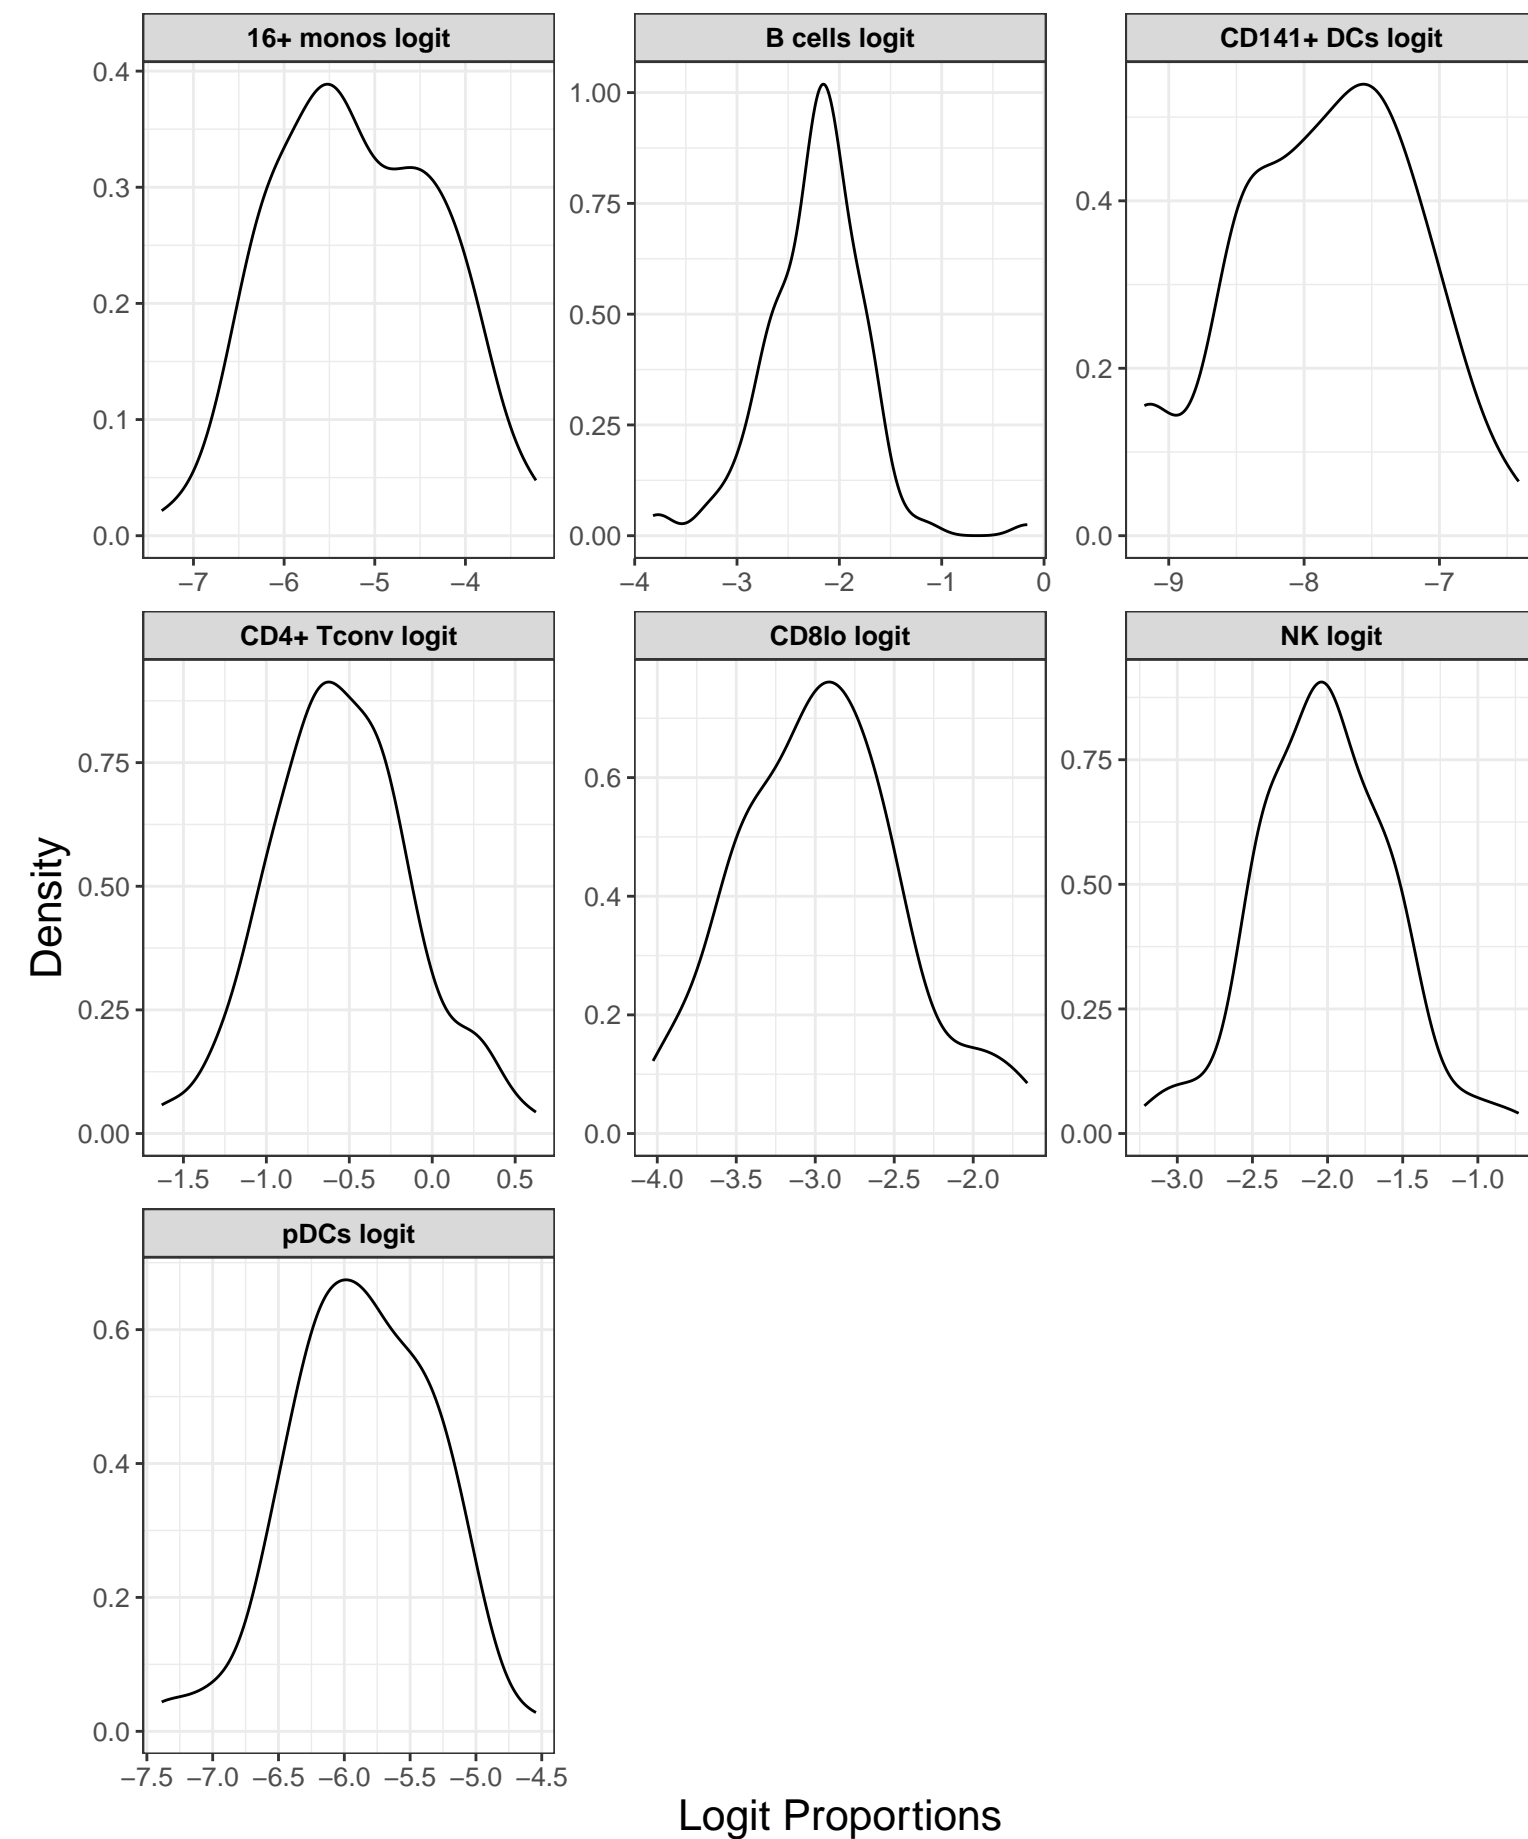 16+ monos logit
B cells logit
CD141+ DCs logit
0.4
0.3
0.2
0.1
0.0
1.00
0.75
0.50
0.25
0.00
0.4
0.2
0.0
−7 −6 −5 −4
−4 −3 −2 −1 0
−9 −8 −7
CD4+ Tconv logit
CD8lo logit
NK logit
0.75
0.50
0.25
0.00
0.6
0.4
0.2
0.0
0.75
0.50
0.25
0.00
−1.5 −1.0 −0.5 0.0 0.5
−4.0 −3.5 −3.0 −2.5 −2.0
−3.0 −2.5 −2.0 −1.5 −1.0
pDCs logit
0.6
0.4
0.2
0.0
−7.5 −7.0 −6.5 −6.0 −5.5 −5.0 −4.5
Density
Logit Proportions